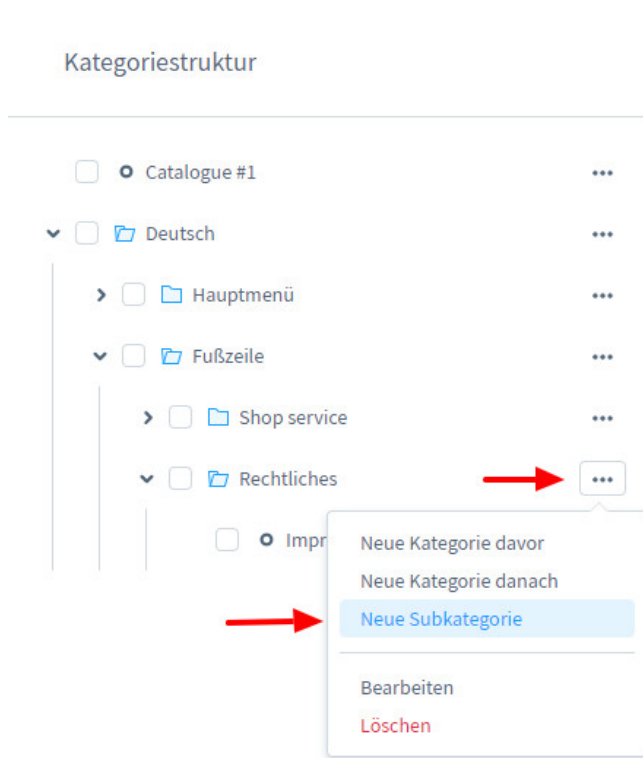 Kategoriestruktur
Catalogue #1
Deutsch
Hauptmenü
Fußzeile
Shop service
Rechtliches
Impr
Neue Kategorie davor
Neue Kategorie danach
Neue Subkategorie
Bearbeiten
Löschen